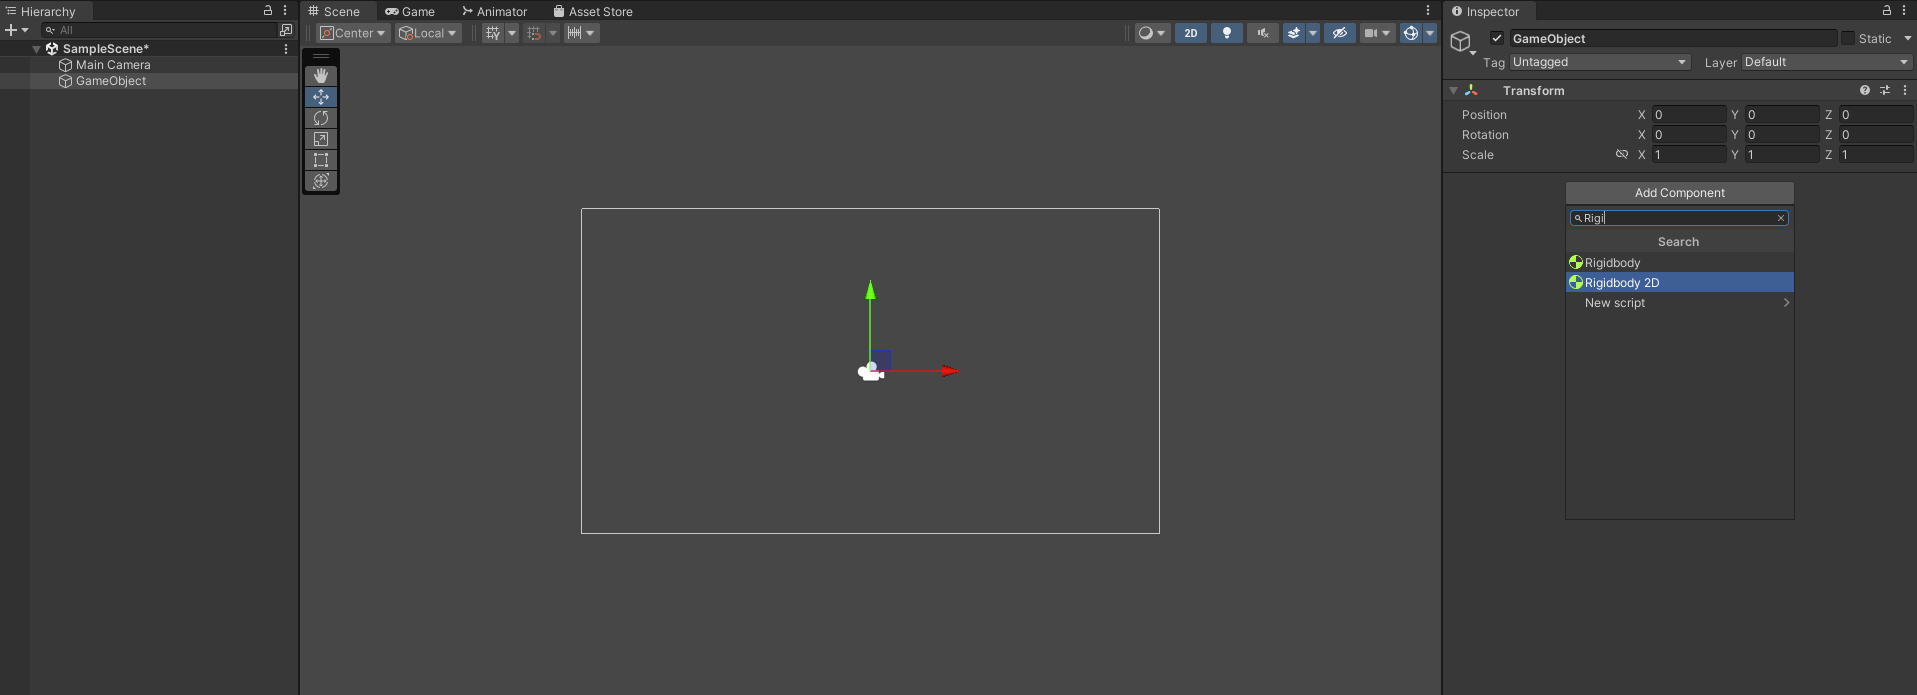 Hierarchy
All
SampleScene*
Main Camera
GameObject
Scene
Game
Animator
Asset Store
Center
Local
2D
Inspector
GameObject
Static
Tag
Untagged
Layer
Default
Transform
Position X 0 Y 0 Z 0
Rotation X 0 Y 0 Z 0
Scale X 1 Y 1 Z 1
Add Component
Rigi
Search
Rigidbody
Rigidbody 2D
New script